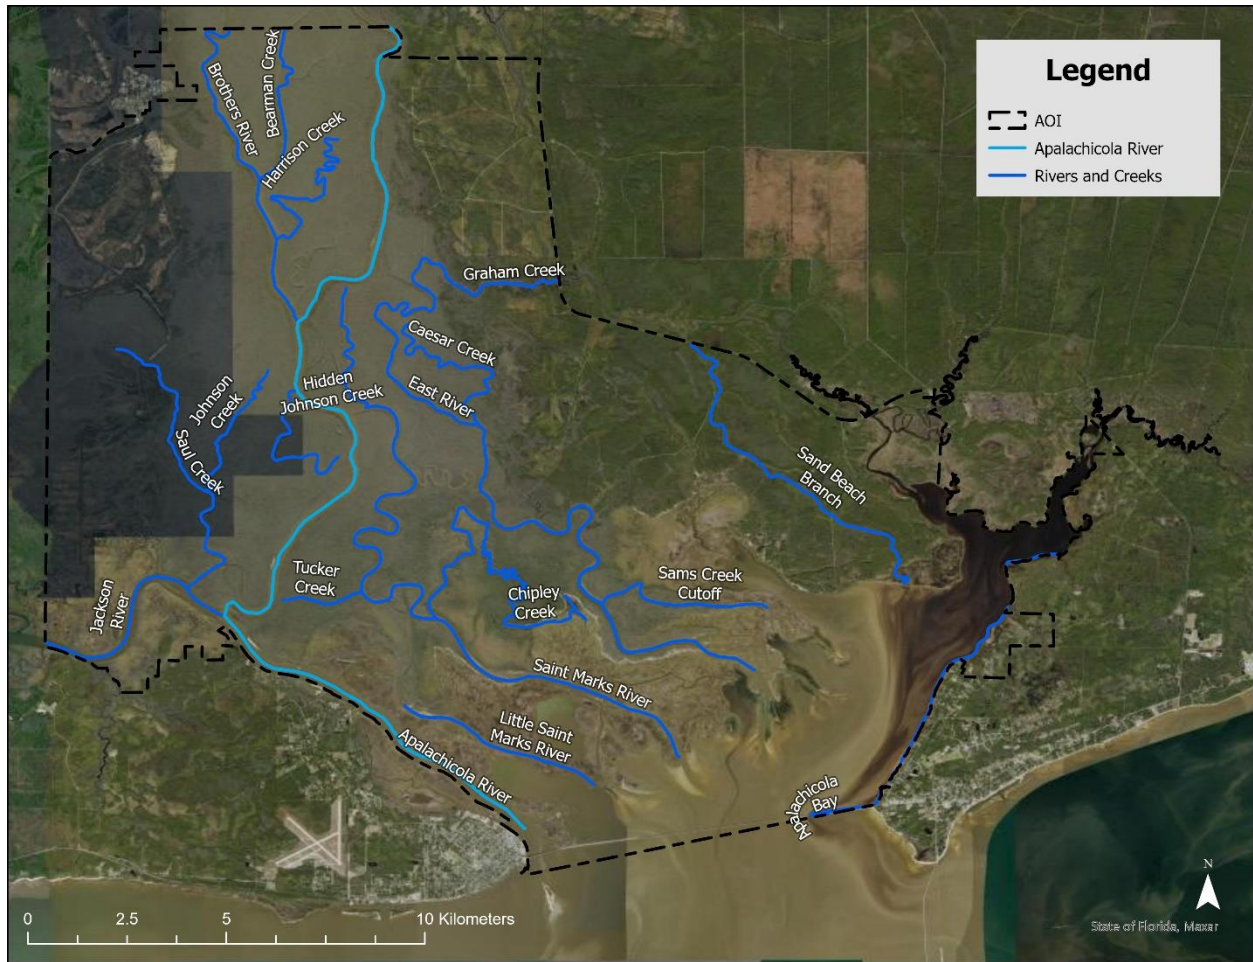 Legend
AOI
Apalachicola River
Rivers and Creeks
Brothers River
Bearman Creek
Harrison Creek
Graham Creek
Caesar Creek
East River
Hidden
Johnson Creek
Johnson
Creek
Saul Creek
Sand Beach
Branch
Tucker
Creek
Jackson
River
Chipley
Creek
Sams Creek
Cutoff
Saint Marks River
Little Saint
Marks River
Apalachicola River
Apalachicola
Bay
N
0 2.5 5 10 Kilometers
State of Florida, Maxar